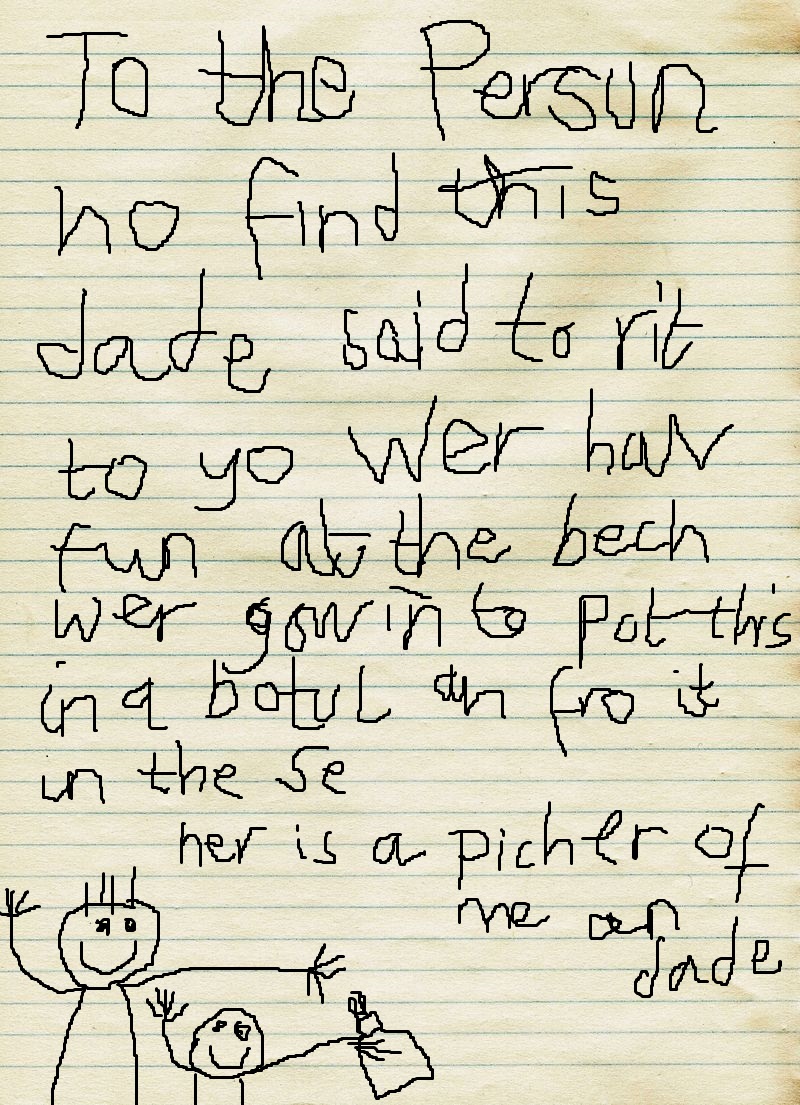 To the Persun
ho find this
dade said to rit
to yo wer hav
fun at the bech
wer gowin to pot this
in a botul an fro it
in the se
her is a picher of
me an
dade